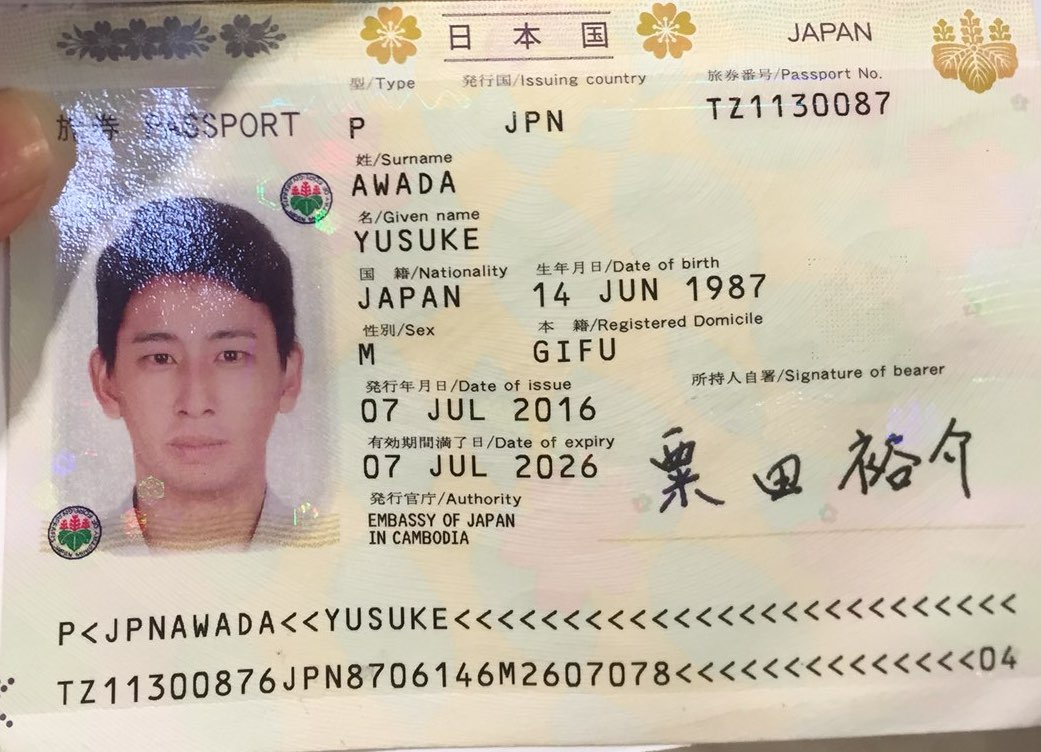 日本国
JAPAN
型/Type
発行国/Issuing country
旅券番号/Passport No.
旅券 PASSPORT
P
JPN
TZ1130087
姓/Surname
AWADA
名/Given name
YUSUKE
国 籍/Nationality
生年月日/Date of birth
JAPAN
14 JUN 1987
性別/Sex
本 籍/Registered Domicile
M
GIFU
発行年月日/Date of issue
所持人自署/Signature of bearer
07 JUL 2016
有効期間満了日/Date of expiry
07 JUL 2026
粟田裕介
発行官庁/Authority
EMBASSY OF JAPAN
IN CAMBODIA
P<JPNAWADA<<YUSUKE<<<<<<<<<<<<<<<<<<<<<<<<<<
TZ11300876JPN8706146M2607078<<<<<<<<<<<<<<04